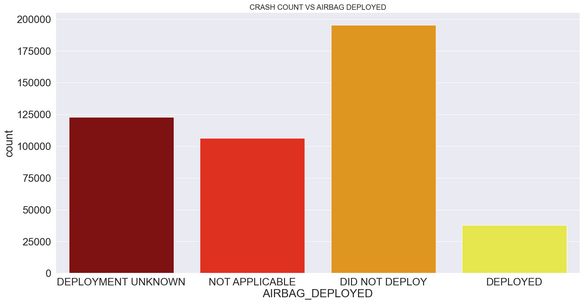 CRASH COUNT VS AIRBAG DEPLOYED
200000
175000
150000
125000
100000
75000
50000
25000
0
count
DEPLOYMENT UNKNOWN NOT APPLICABLE DID NOT DEPLOY DEPLOYED
AIRBAG_DEPLOYED